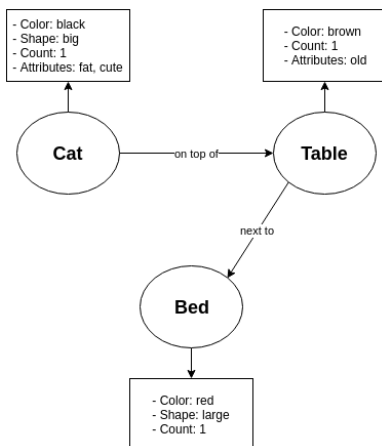 - Color: black
- Shape: big
- Count: 1
- Attributes: fat, cute
- Color: brown
- Count: 1
- Attributes: old
Cat
on top of
Table
next to
Bed
- Color: red
- Shape: large
- Count: 1